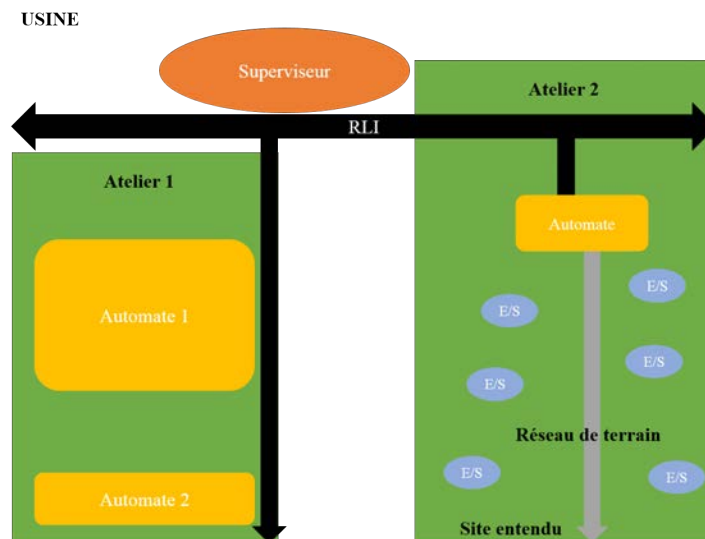 USINE
Superviseur
Atelier 2
RLI
Atelier 1
Automate
Automate 1
E/S
E/S
E/S
E/S
Réseau de terrain
E/S
E/S
Automate 2
Site entendu